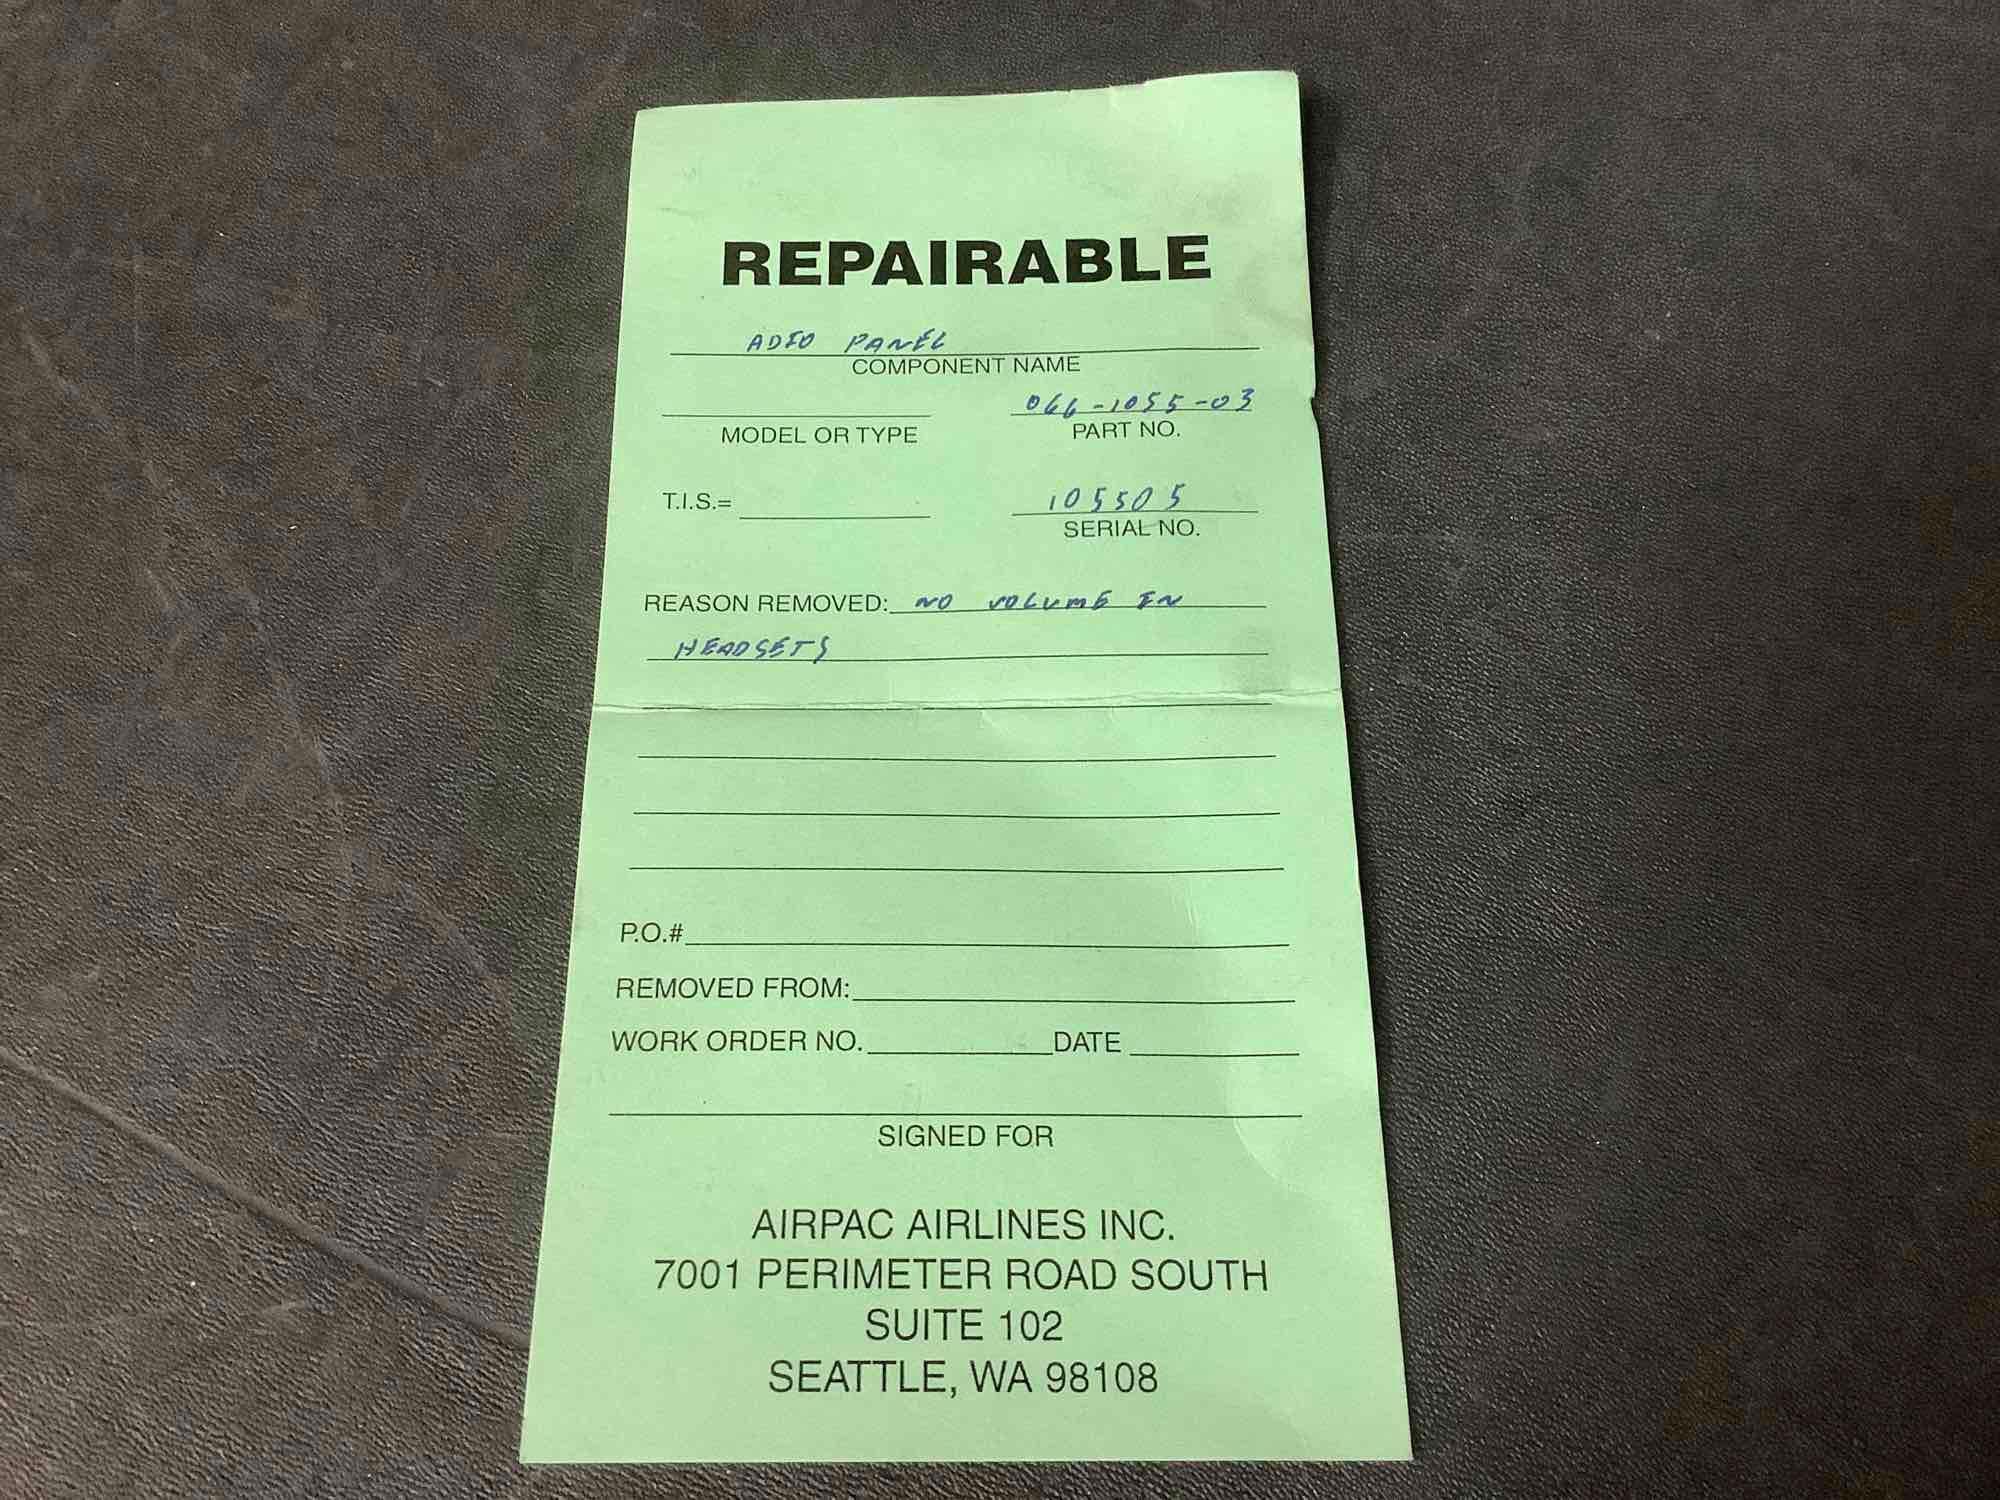 REPAIRABLE
ADIO PANEL
COMPONENT NAME
066-1055-03
MODEL OR TYPE PART NO.
T.I.S.= 105505
SERIAL NO.
REASON REMOVED: NO VOLUME IN
HEADSETS
P.O.#
REMOVED FROM:
WORK ORDER NO. DATE
SIGNED FOR
AIRPAC AIRLINES INC.
7001 PERIMETER ROAD SOUTH
SUITE 102
SEATTLE, WA 98108